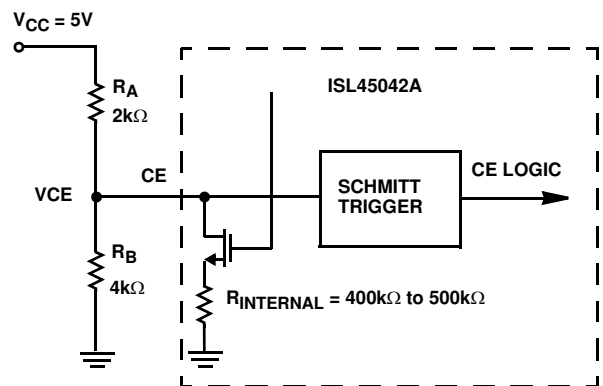 V_CC = 5V
R_A
2kΩ
ISL45042A
VCE
CE
SCHMITT
TRIGGER
CE LOGIC
R_B
4kΩ
R_INTERNAL = 400kΩ to 500kΩ